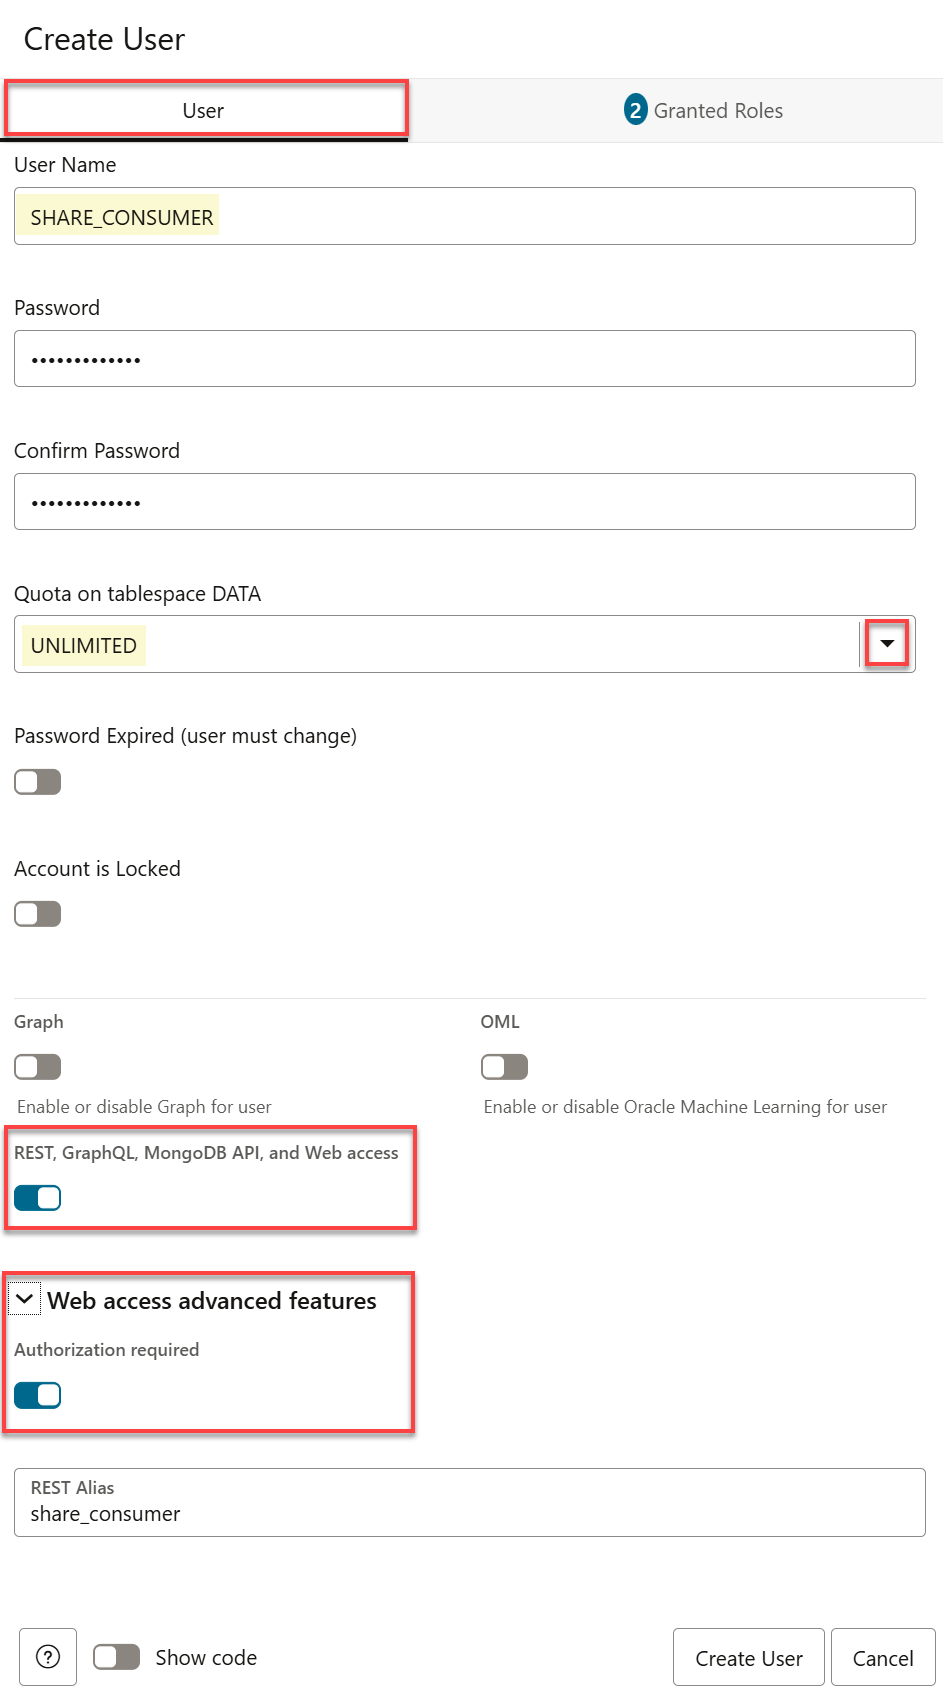 Create User
User
2 Granted Roles
User Name
SHARE_CONSUMER
Password
•••••••••••••
Confirm Password
•••••••••••••
Quota on tablespace DATA
UNLIMITED
Password Expired (user must change)
Account is Locked
Graph
OML
Enable or disable Graph for user
Enable or disable Oracle Machine Learning for user
REST, GraphQL, MongoDB API, and Web access
Web access advanced features
Authorization required
REST Alias
share_consumer
? Show code
Create User
Cancel